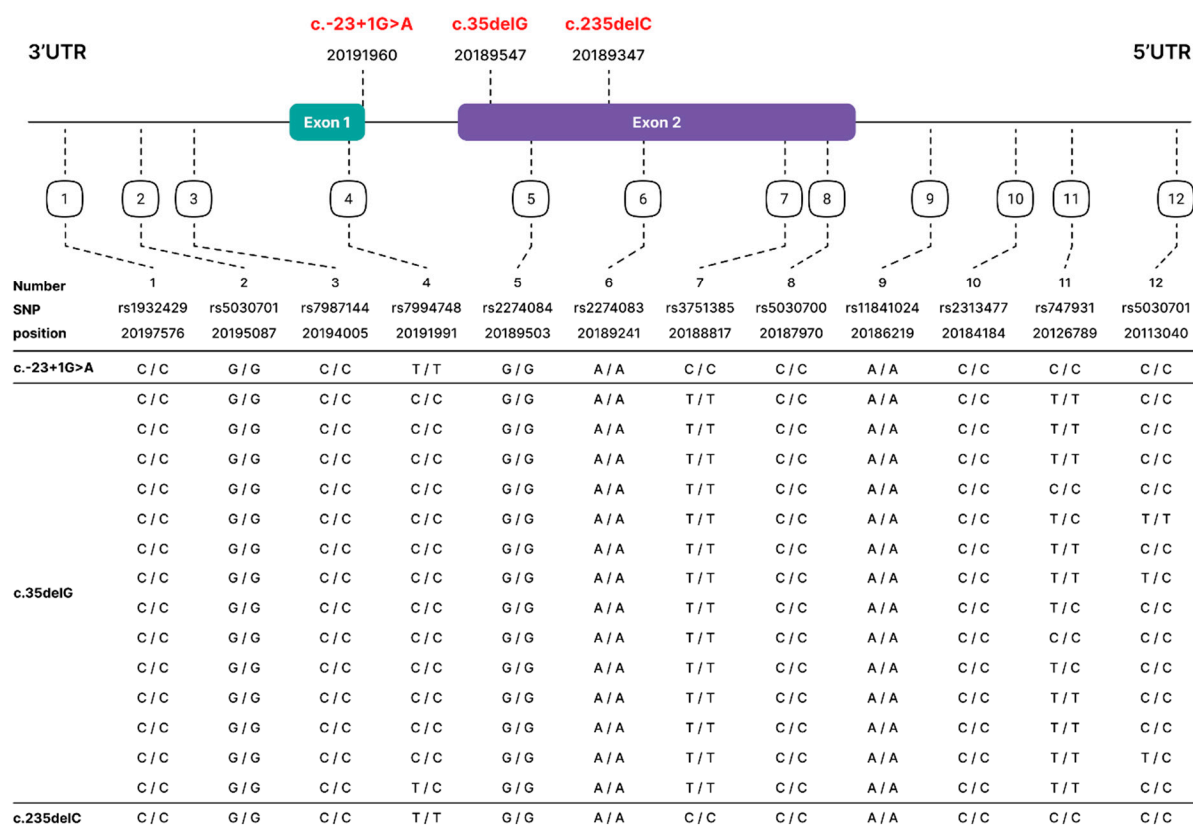 c.-23+1G>A c.35delG c.235delC
3'UTR 20191960 20189547 20189347 5'UTR
Exon 1 Exon 2
1 2 3 4 5 6 7 8 9 10 11 12
Number 1 2 3 4 5 6 7 8 9 10 11 12
SNP rs1932429 rs5030701 rs7987144 rs7994748 rs2274084 rs2274083 rs3751385 rs5030700 rs11841024 rs2313477 rs747931 rs5030701
position 20197576 20195087 20194005 20191991 20189503 20189241 20188817 20187970 20186219 20184184 20126789 20113040
c.-23+1G>A C/C G/G C/C T/T G/G A/A C/C C/C A/A C/C C/C C/C
C/C G/G C/C C/C G/G A/A T/T C/C A/A C/C T/T C/C
C/C G/G C/C C/C G/G A/A T/T C/C A/A C/C T/T C/C
C/C G/G C/C C/C G/G A/A T/T C/C A/A C/C T/T C/C
C/C G/G C/C C/C G/G A/A T/T C/C A/A C/C C/C C/C
C/C G/G C/C C/C G/G A/A T/T C/C A/A C/C T/C T/T
C/C G/G C/C C/C G/G A/A T/T C/C A/A C/C T/T C/C
C/C G/G C/C C/C G/G A/A T/T C/C A/A C/C T/T T/C
c.35delG
C/C G/G C/C C/C G/G A/A T/T C/C A/A C/C T/C C/C
C/C G/G C/C C/C G/G A/A T/T C/C A/A C/C C/C C/C
C/C G/G C/C C/C G/G A/A T/T C/C A/A C/C T/C C/C
C/C G/G C/C C/C G/G A/A T/T C/C A/A C/C T/T C/C
C/C G/G C/C C/C G/G A/A T/T C/C A/A C/C T/T C/C
C/C G/G C/C C/C G/G A/A T/T C/C A/A C/C T/T T/C
C/C G/G C/C T/C G/G A/A T/T C/C A/A C/C T/T C/C
c.235delC C/C G/G C/C T/T G/G A/A C/C C/C A/A C/C C/C C/C